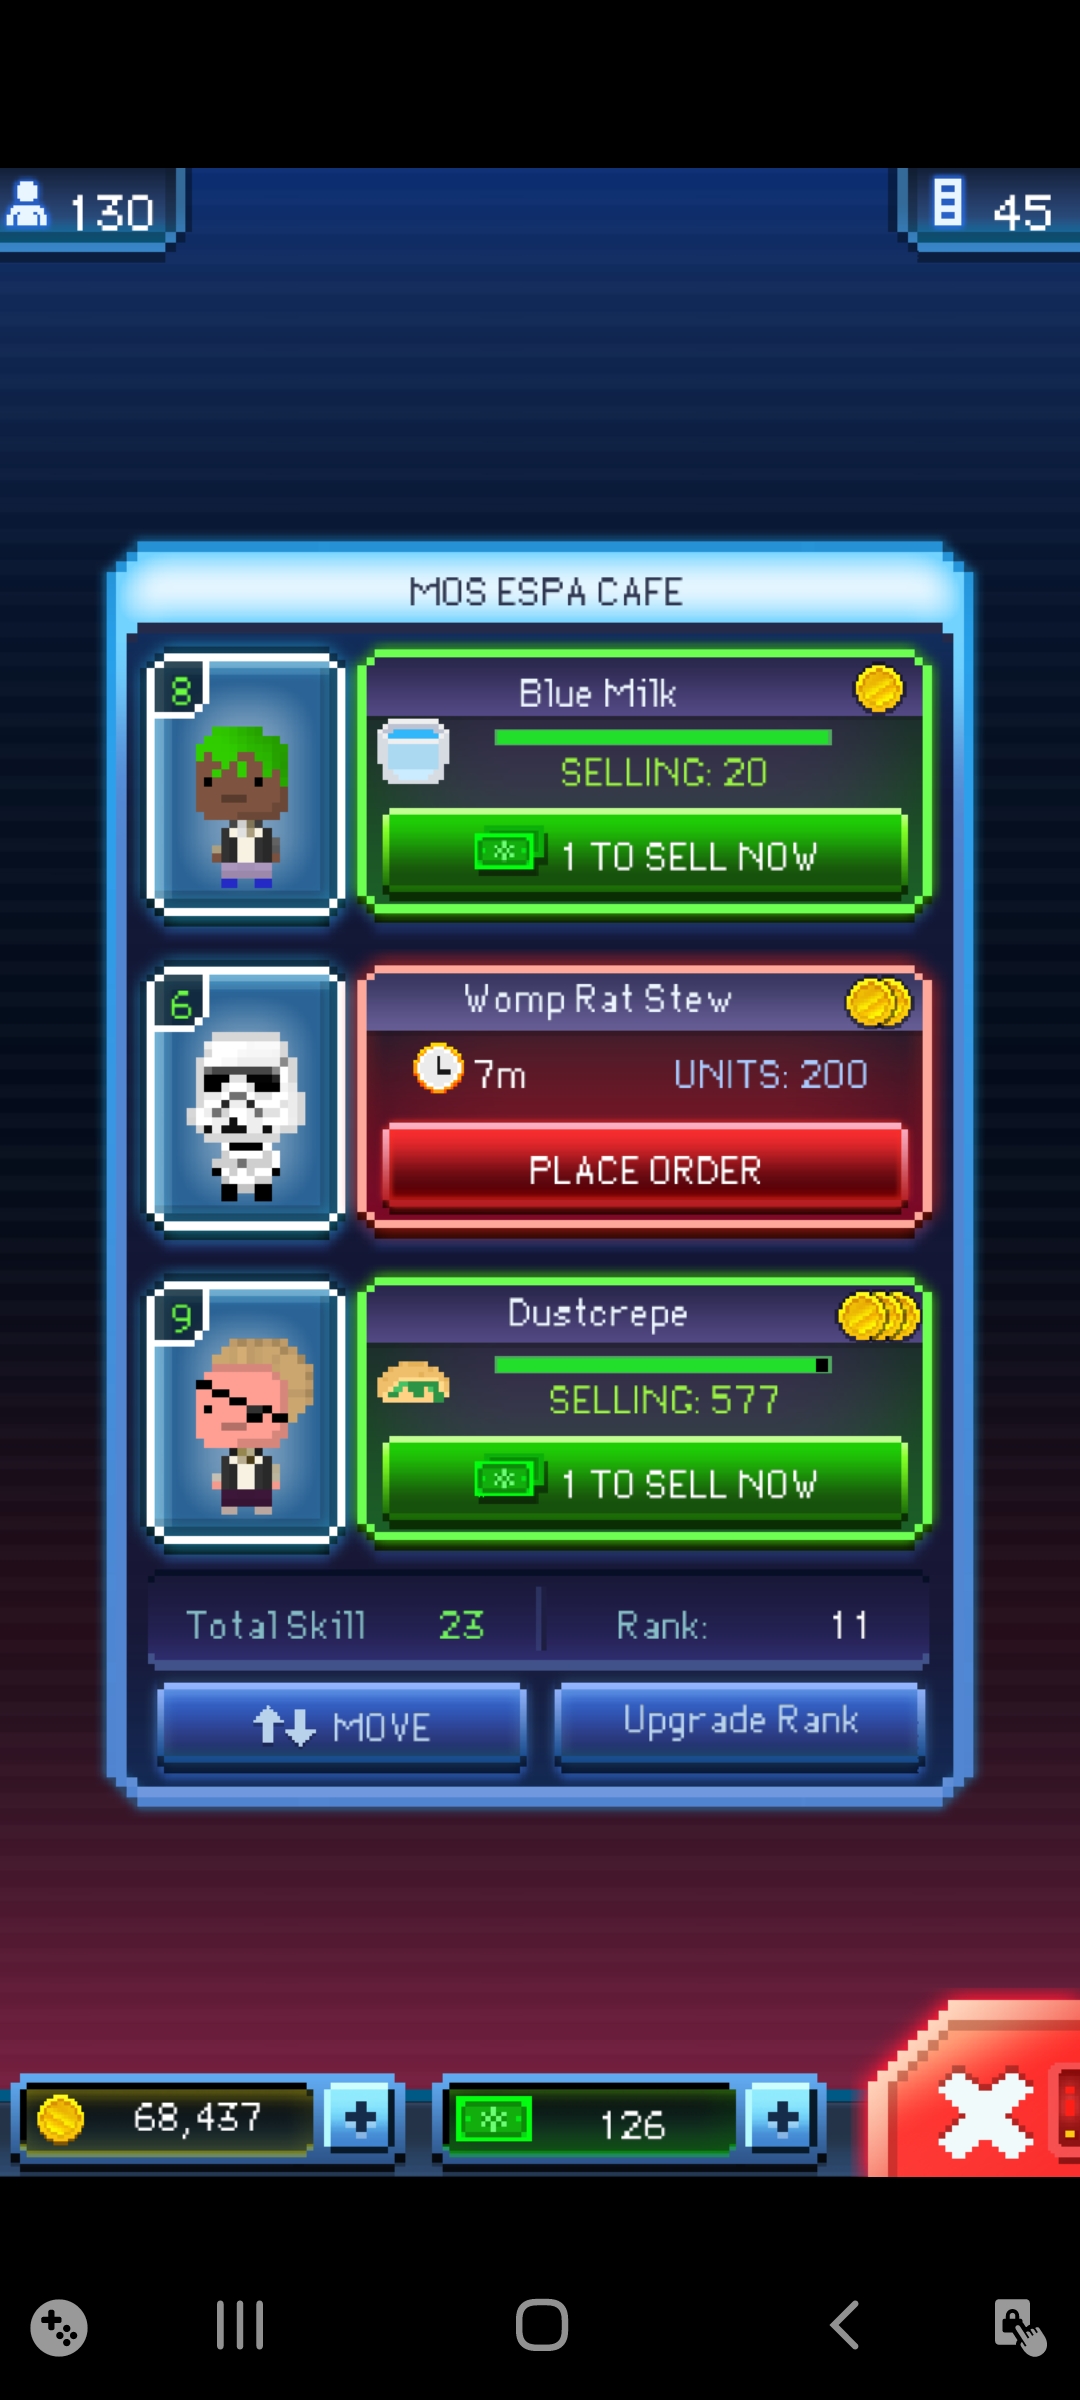 130
45
MOS ESPA CAFE
8
Blue Milk
SELLING: 20
1 TO SELL NOW
6
Womp Rat Stew
7m
UNITS: 200
PLACE ORDER
9
Dustcrepe
SELLING: 577
1 TO SELL NOW
Total Skill 23
Rank: 11
MOVE
Upgrade Rank
68,437
126